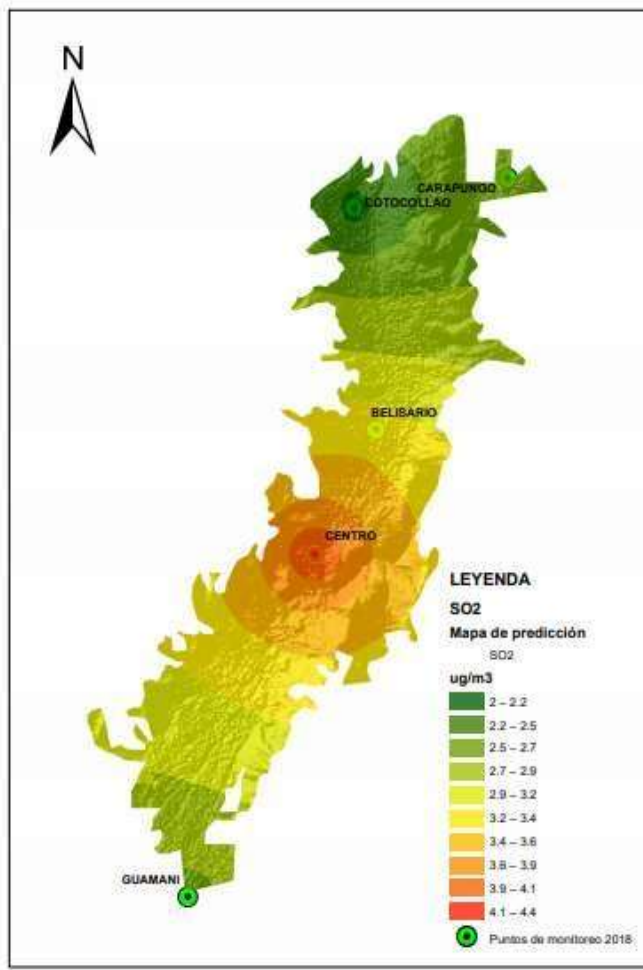 N
CARAPUNGO
COTOCOLLAO
BELISARIO
CENTRO
GUAMANI
LEYENDA
SO2
Mapa de predicción
SO2
ug/m3
2 – 2.2
2.2 – 2.5
2.5 – 2.7
2.7 – 2.9
2.9 – 3.2
3.2 – 3.4
3.4 – 3.6
3.6 – 3.9
3.9 – 4.1
4.1 – 4.4
Puntos de monitoreo 2018